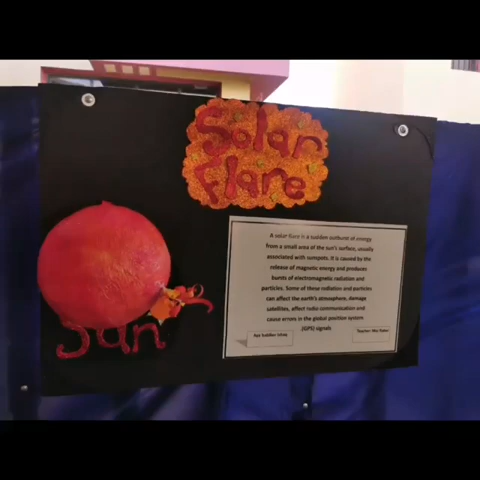 Solar
Flare
A solar flare is a sudden outburst of energy
from a small area of the sun's surface, usually
associated with sunspots. It is caused by the
release of magnetic energy and produces
bursts of electromagnetic radiation and
particles. Some of these radiation and particles
can affect the earth's atmosphere, damage
satellites, affect radio communication and
cause errors in the global position system
(GPS) signals
Teacher:
Sun